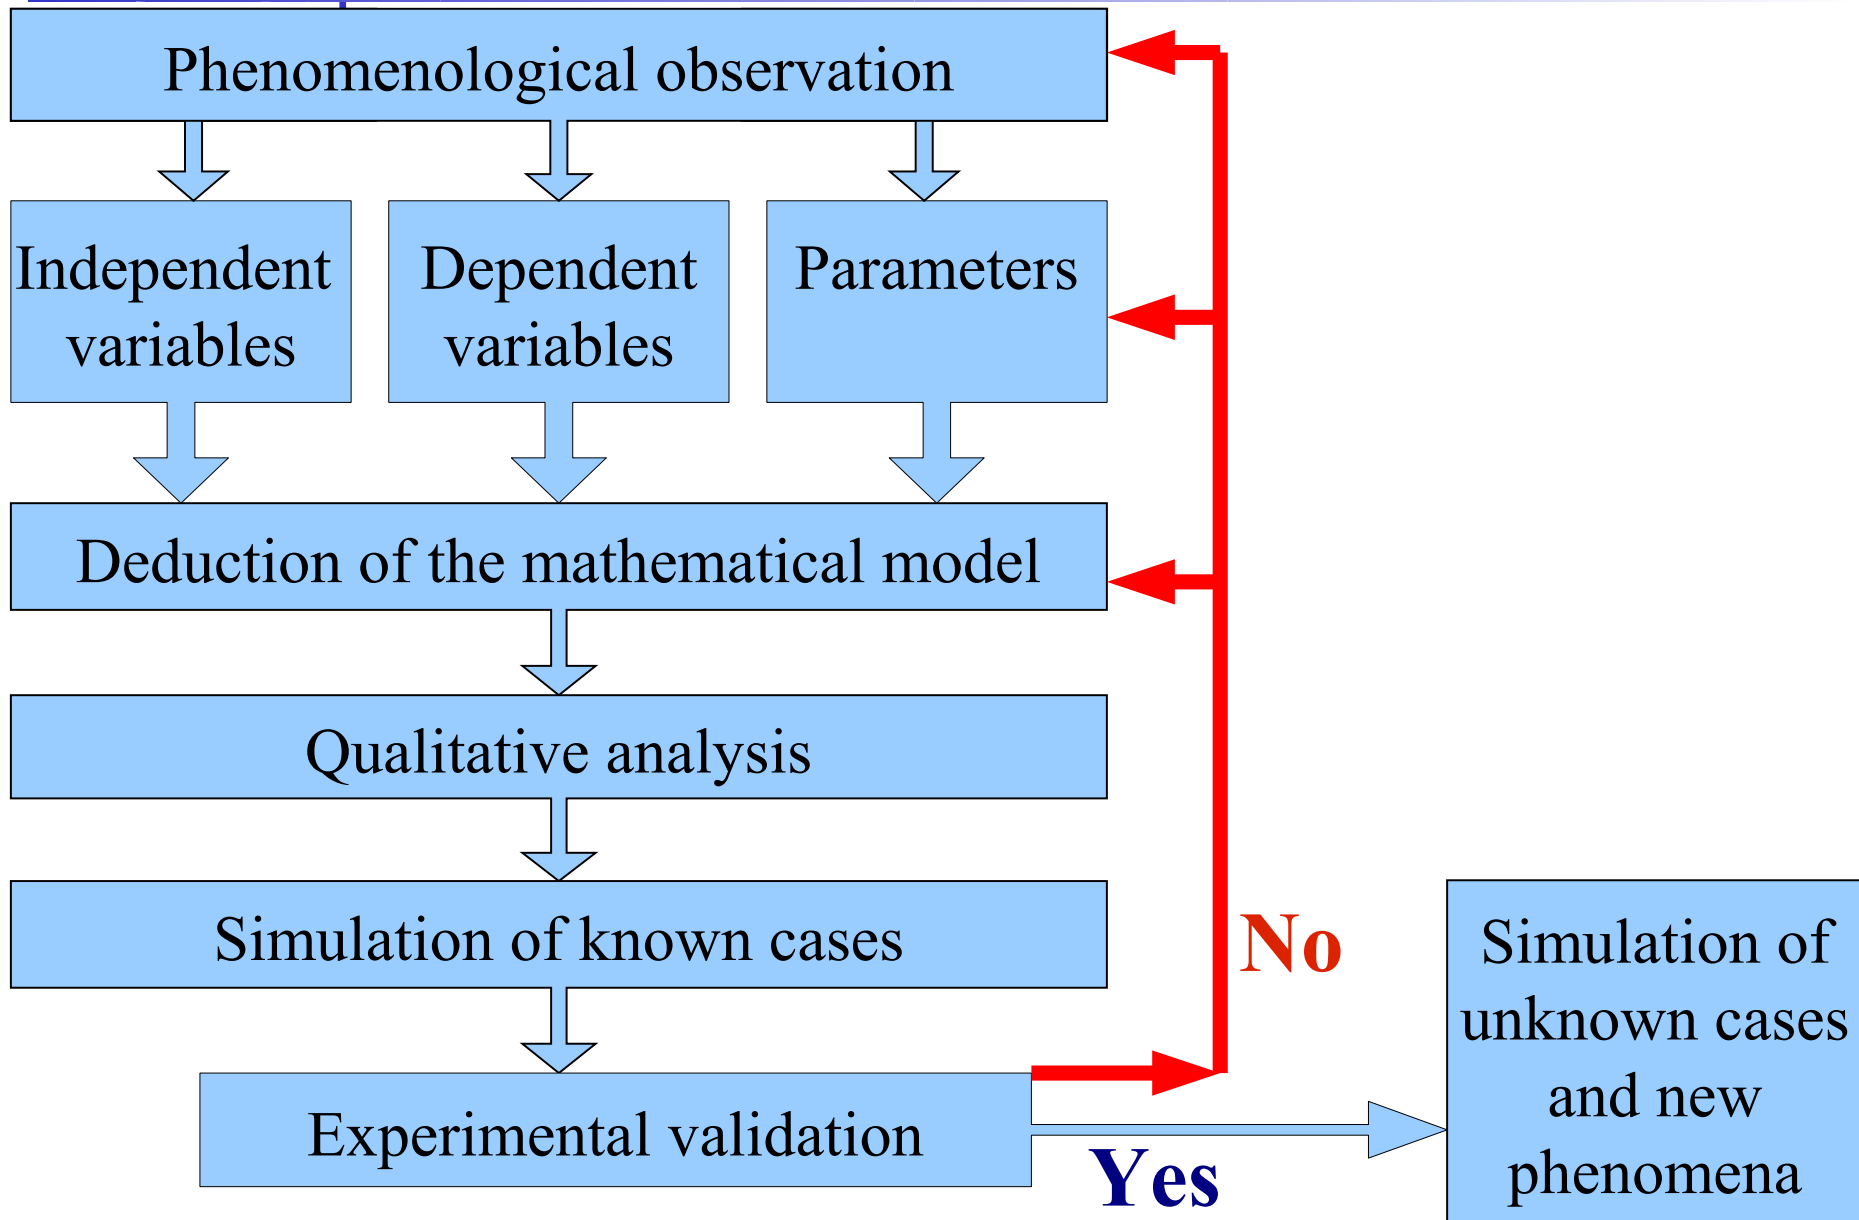 Phenomenological observation
Independent
variables
Dependent
variables
Parameters
Deduction of the mathematical model
Qualitative analysis
Simulation of known cases
No
Experimental validation
Yes
Simulation of
unknown cases
and new
phenomena